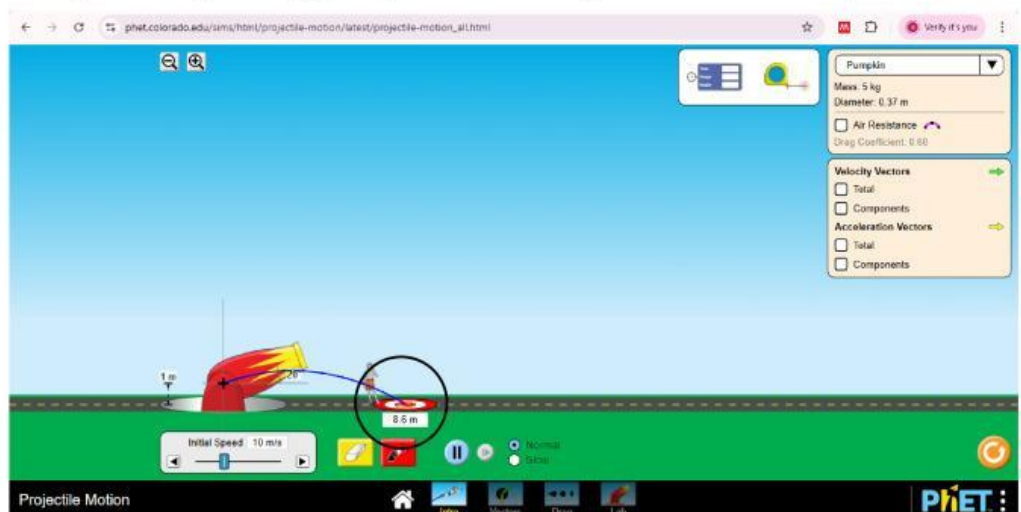 phet.colorado.edu/sims/html/projectile-motion/latest/projectile-motion_all.html
Verify it's you
Pumpkin
Mass: 5 kg
Diameter: 0.37 m
Air Resistance
Drag Coefficient: 0.60
Velocity Vectors
Total
Components
Acceleration Vectors
Total
Components
1 m
8.6 m
Initial Speed 10 m/s
Normal
Slow
Projectile Motion
Intro
Vectors
Drag
Lab
PhET